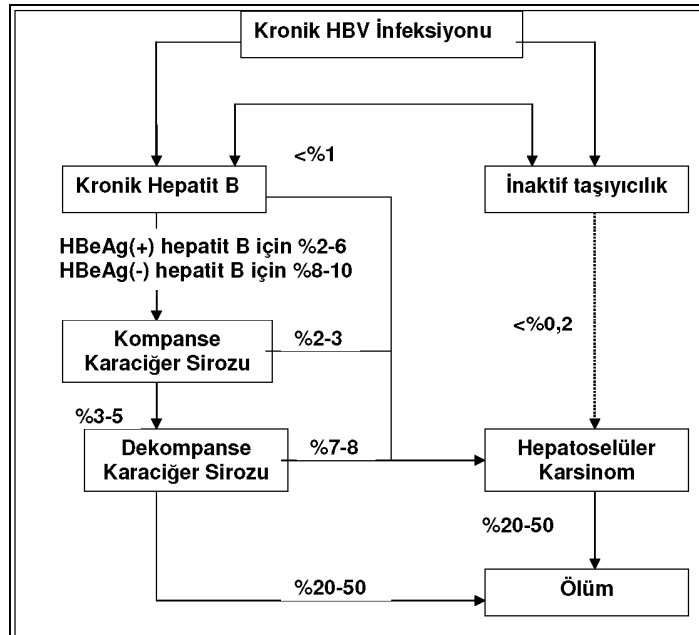 Kronik HBV İnfeksiyonu
<%1
Kronik Hepatit B
İnaktif taşıyıcılık
HBeAg(+) hepatit B için %2-6
HBeAg(-) hepatit B için %8-10
<%0,2
Kompanse
Karaciğer Sirozu
%2-3
%3-5
Dekompanse
Karaciğer Sirozu
%7-8
Hepatoselüler
Karsinom
%20-50
%20-50
Ölüm